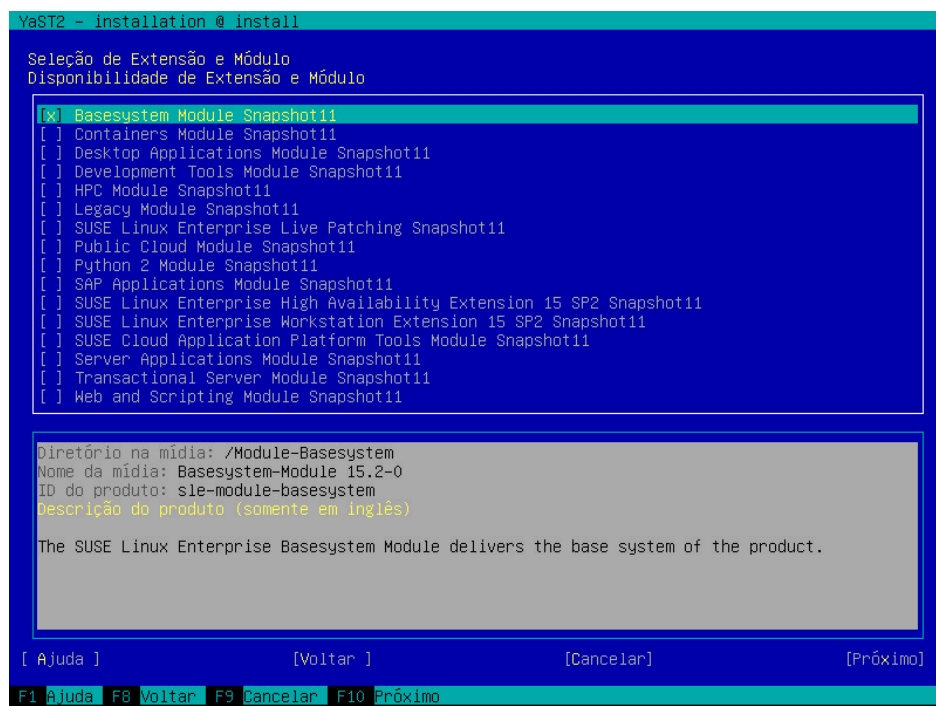 YaST2 - installation @ install
Seleção de Extensão e Módulo
Disponibilidade de Extensão e Módulo
[x] Basesystem Module Snapshot11
[ ] Containers Module Snapshot11
[ ] Desktop Applications Module Snapshot11
[ ] Development Tools Module Snapshot11
[ ] HPC Module Snapshot11
[ ] Legacy Module Snapshot11
[ ] SUSE Linux Enterprise Live Patching Snapshot11
[ ] Public Cloud Module Snapshot11
[ ] Python 2 Module Snapshot11
[ ] SAP Applications Module Snapshot11
[ ] SUSE Linux Enterprise High Availability Extension 15 SP2 Snapshot11
[ ] SUSE Linux Enterprise Workstation Extension 15 SP2 Snapshot11
[ ] SUSE Cloud Application Platform Tools Module Snapshot11
[ ] Server Applications Module Snapshot11
[ ] Transactional Server Module Snapshot11
[ ] Web and Scripting Module Snapshot11
Diretório na mídia: /Module-Basesystem
Nome da mídia: Basesystem-Module 15.2-0
ID do produto: sle-module-basesystem
Descrição do produto (somente em inglês)
The SUSE Linux Enterprise Basesystem Module delivers the base system of the product.
[ Ajuda ] [Voltar ] [Cancelar] [Próximo]
F1 Ajuda F8 Voltar F9 Cancelar F10 Próximo